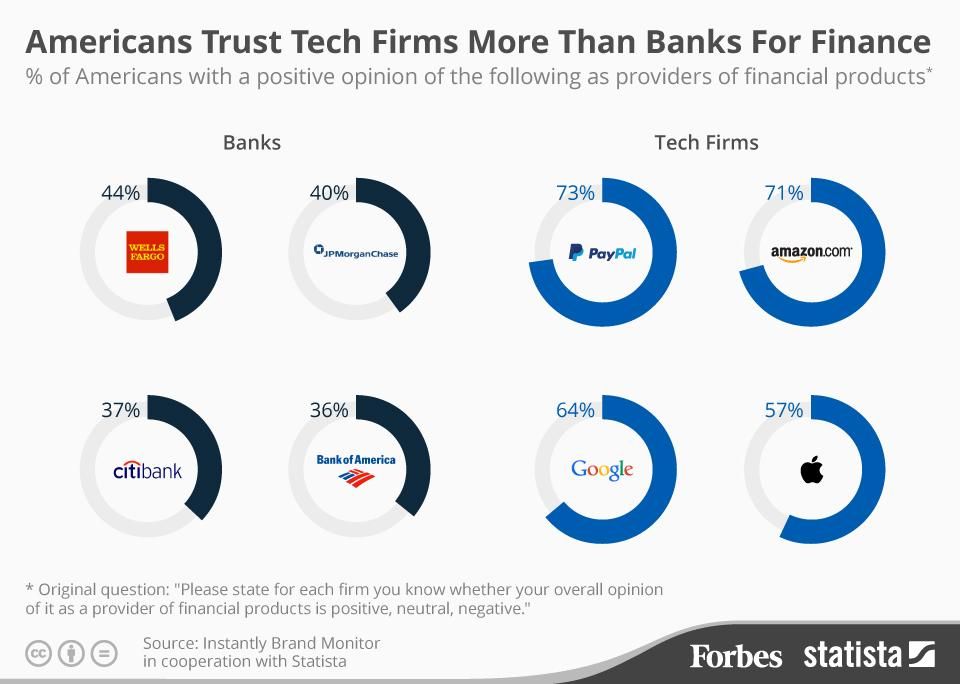 Americans Trust Tech Firms More Than Banks For Finance
% of Americans with a positive opinion of the following as providers of financial products*
Banks
Tech Firms
44%
40%
73%
71%
WELLS
FARGO
JPMorganChase
PayPal
amazon.com
37%
36%
64%
57%
citibank
Bank of America
Google
* Original question: "Please state for each firm you know whether your overall opinion
of it as a provider of financial products is positive, neutral, negative."
cc
Source: Instantly Brand Monitor
in cooperation with Statista
Forbes
statista